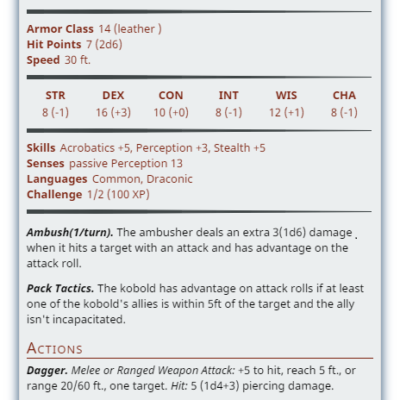 Armor Class 14 (leather )
Hit Points 7 (2d6)
Speed 30 ft.
STR DEX CON INT WIS CHA
8 (-1) 16 (+3) 10 (+0) 8 (-1) 12 (+1) 8 (-1)
Skills Acrobatics +5, Perception +3, Stealth +5
Senses passive Perception 13
Languages Common, Draconic
Challenge 1/2 (100 XP)
Ambush(1/turn). The ambusher deals an extra 3(1d6) damage .
when it hits a target with an attack and has advantage on the
attack roll.
Pack Tactics. The kobold has advantage on attack rolls if at least
one of the kobold's allies is within 5ft of the target and the ally
isn't incapacitated.
ACTIONS
Dagger. Melee or Ranged Weapon Attack: +5 to hit, reach 5 ft., or
range 20/60 ft., one target. Hit: 5 (1d4+3) piercing damage.